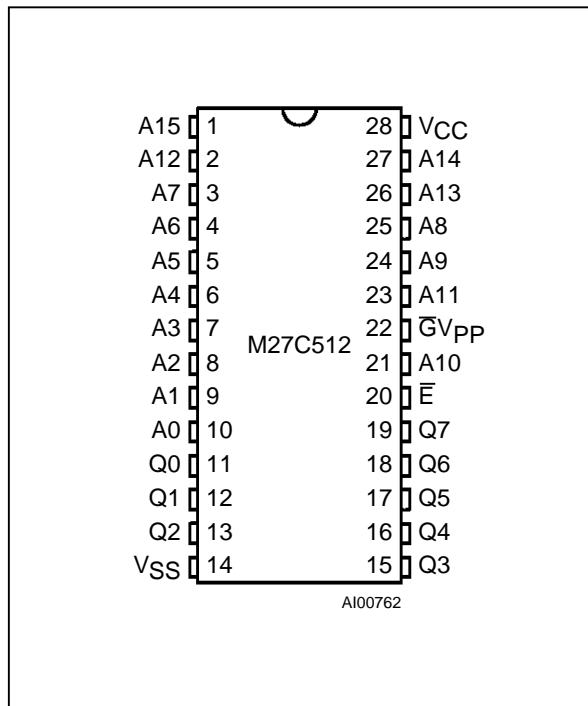 A15 1 28 VCC
A12 2 27 A14
A7 3 26 A13
A6 4 25 A8
A5 5 24 A9
A4 6 23 A11
A3 7 22 G̅VPP
M27C512
A2 8 21 A10
A1 9 20 E̅
A0 10 19 Q7
Q0 11 18 Q6
Q1 12 17 Q5
Q2 13 16 Q4
VSS 14 15 Q3
AI00762